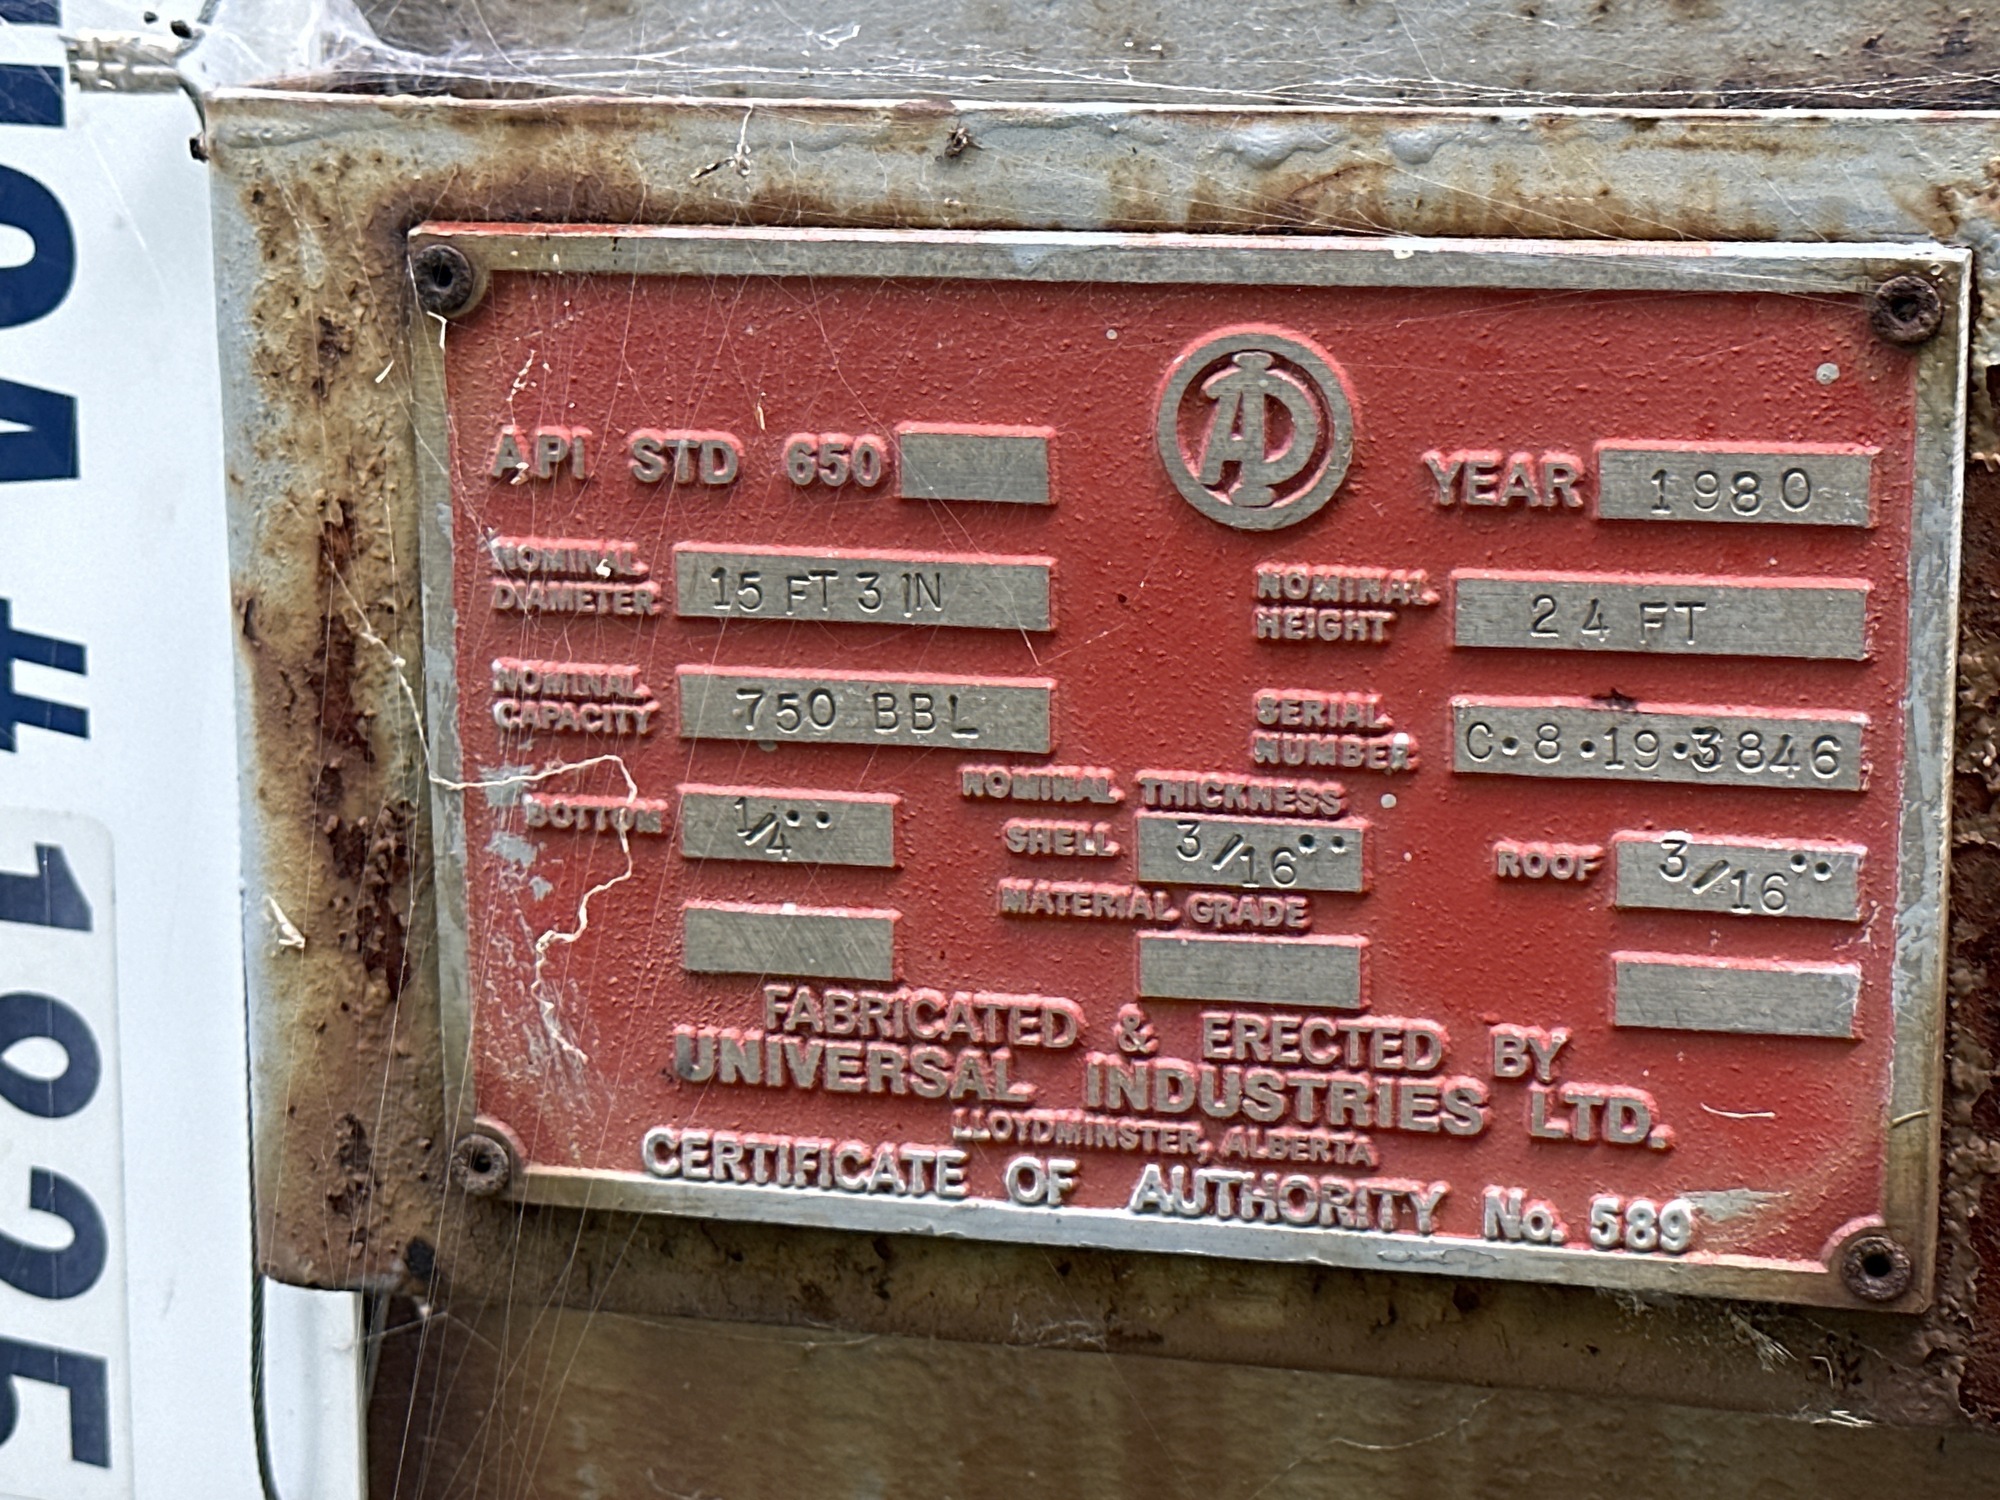 API STD 650
YEAR 1980
NOMINAL DIAMETER 15 FT 3 IN
NOMINAL HEIGHT 24 FT
NOMINAL CAPACITY 750 BBL
SERIAL NUMBER C·8·19·3846
NOMINAL THICKNESS
BOTTOM 1/4"
SHELL 3/16"
ROOF 3/16"
MATERIAL GRADE
FABRICATED & ERECTED BY
UNIVERSAL INDUSTRIES LTD.
LLOYDMINSTER, ALBERTA
CERTIFICATE OF AUTHORITY No. 589
# 1825